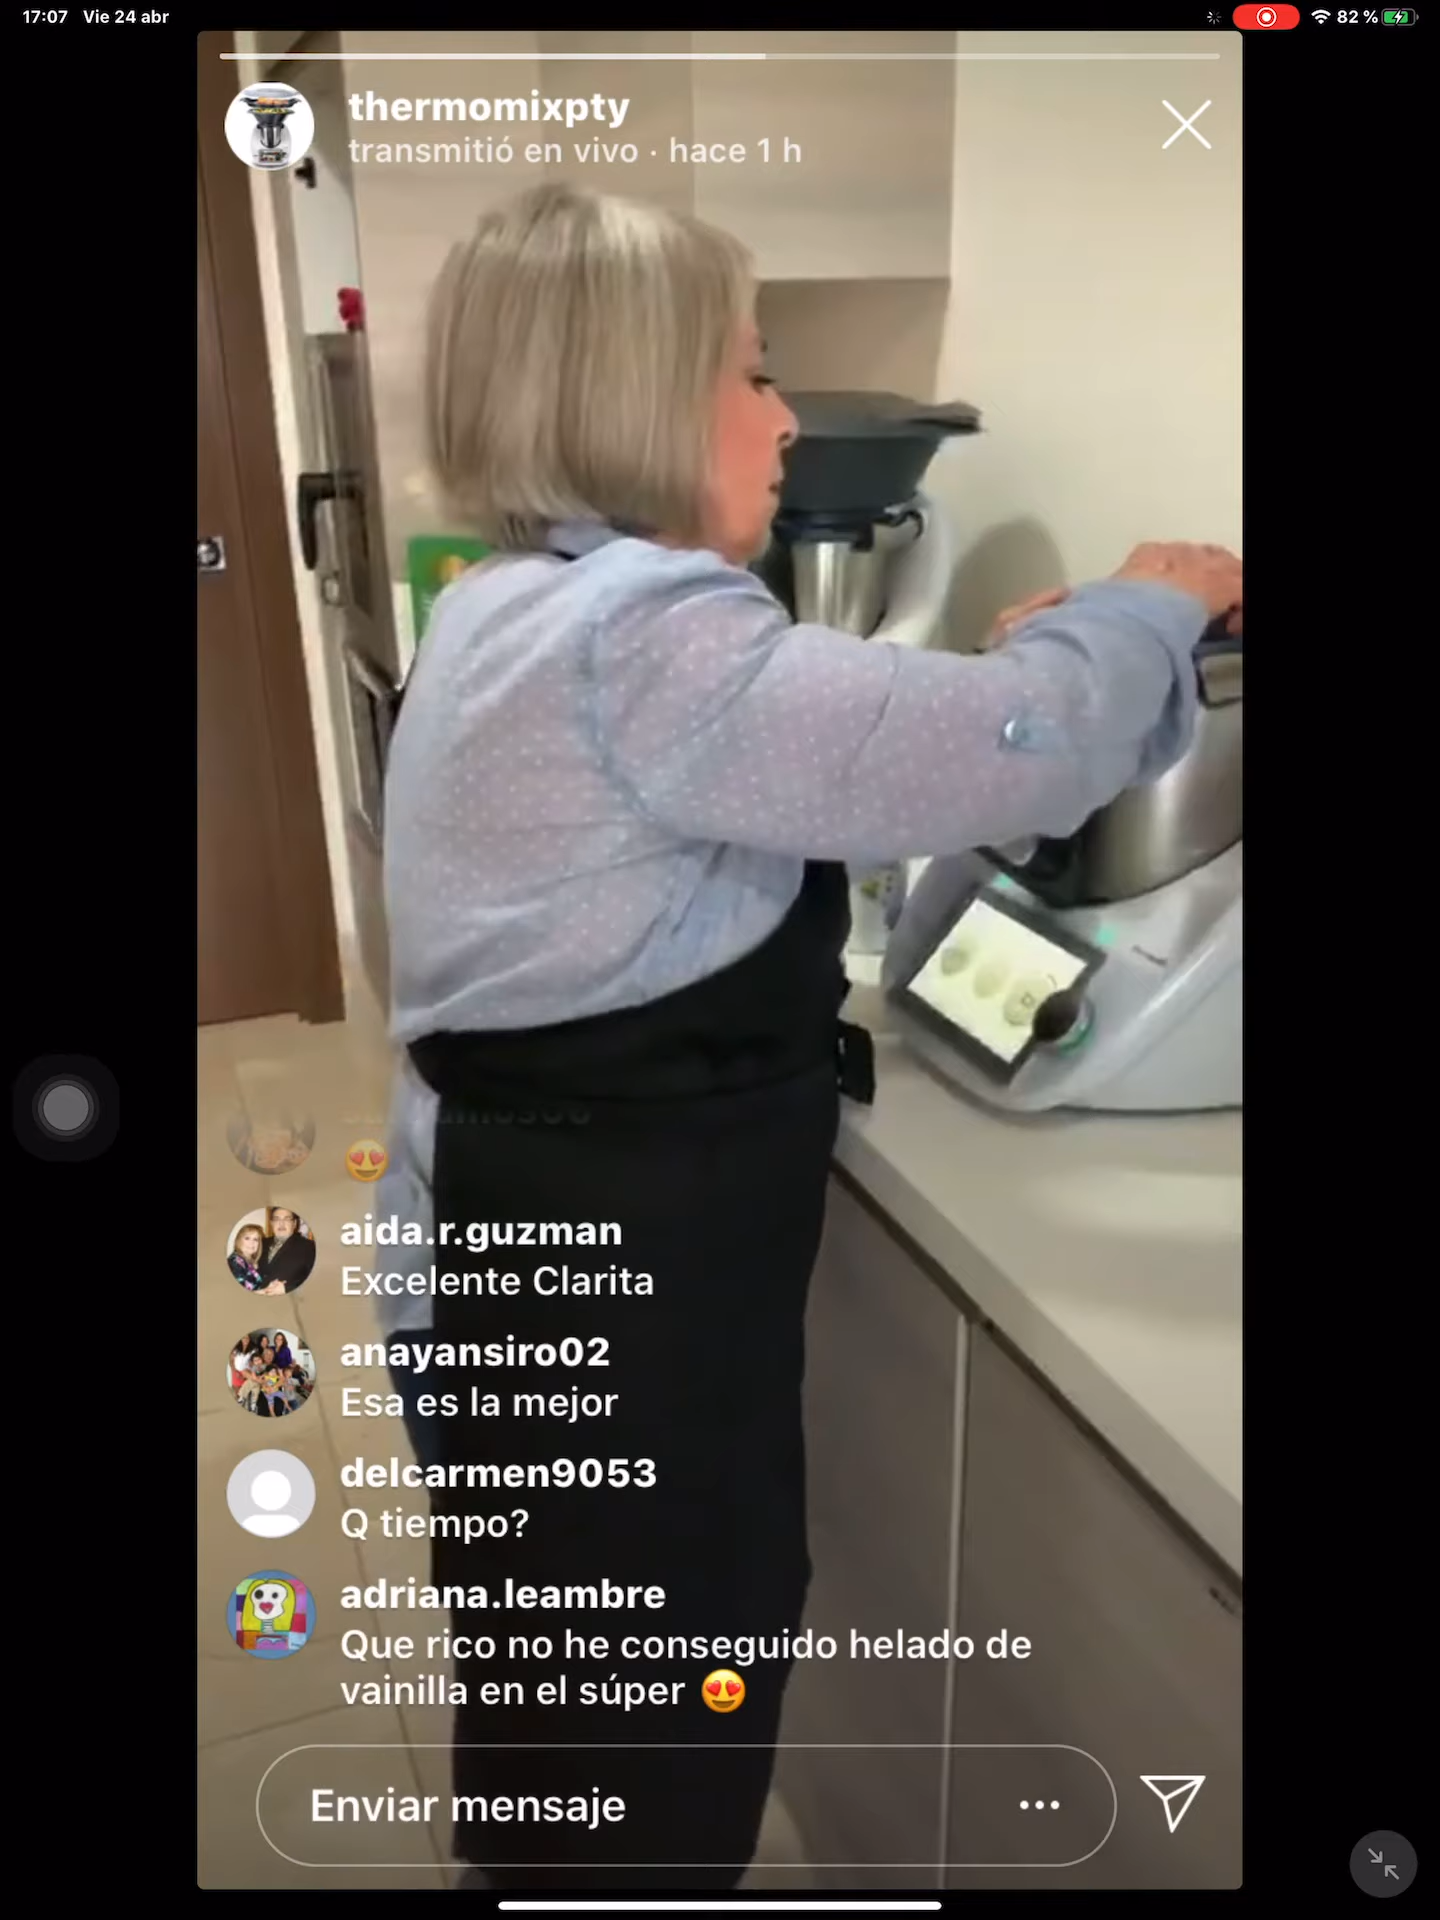 17:07 Vie 24 abr
82 %
thermomixpty
transmitió en vivo · hace 1 h
😍
aida.r.guzman
Excelente Clarita
anayansiro02
Esa es la mejor
delcarmen9053
Q tiempo?
adriana.leambre
Que rico no he conseguido helado de
vainilla en el súper 😍
Enviar mensaje